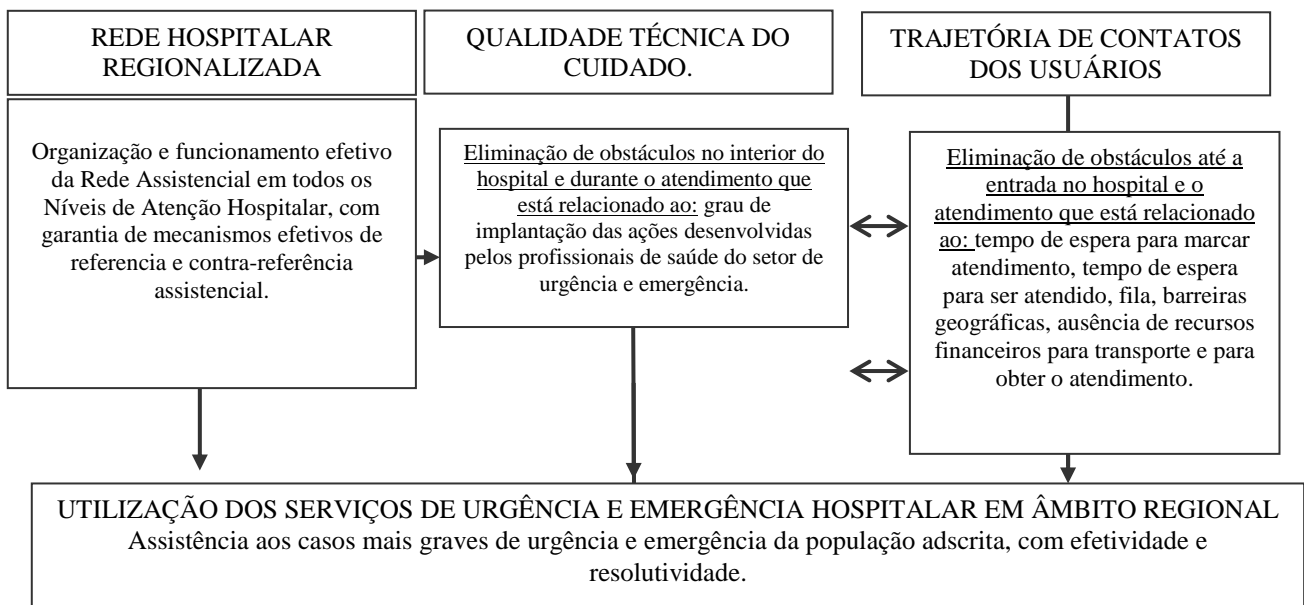 REDE HOSPITALAR
REGIONALIZADA
Organização e funcionamento efetivo
da Rede Assistencial em todos os
Níveis de Atenção Hospitalar, com
garantia de mecanismos efetivos de
referencia e contra-referência
assistencial.
QUALIDADE TÉCNICA DO
CUIDADO.
Eliminação de obstáculos no interior do
hospital e durante o atendimento que
está relacionado ao: grau de
implantação das ações desenvolvidas
pelos profissionais de saúde do setor de
urgência e emergência.
TRAJETÓRIA DE CONTATOS
DOS USUÁRIOS
Eliminação de obstáculos até a
entrada no hospital e o
atendimento que está relacionado
ao: tempo de espera para marcar
atendimento, tempo de espera
para ser atendido, fila, barreiras
geográficas, ausência de recursos
financeiros para transporte e para
obter o atendimento.
UTILIZAÇÃO DOS SERVIÇOS DE URGÊNCIA E EMERGÊNCIA HOSPITALAR EM ÂMBITO REGIONAL
Assistência aos casos mais graves de urgência e emergência da população adscrita, com efetividade e
resolutividade.